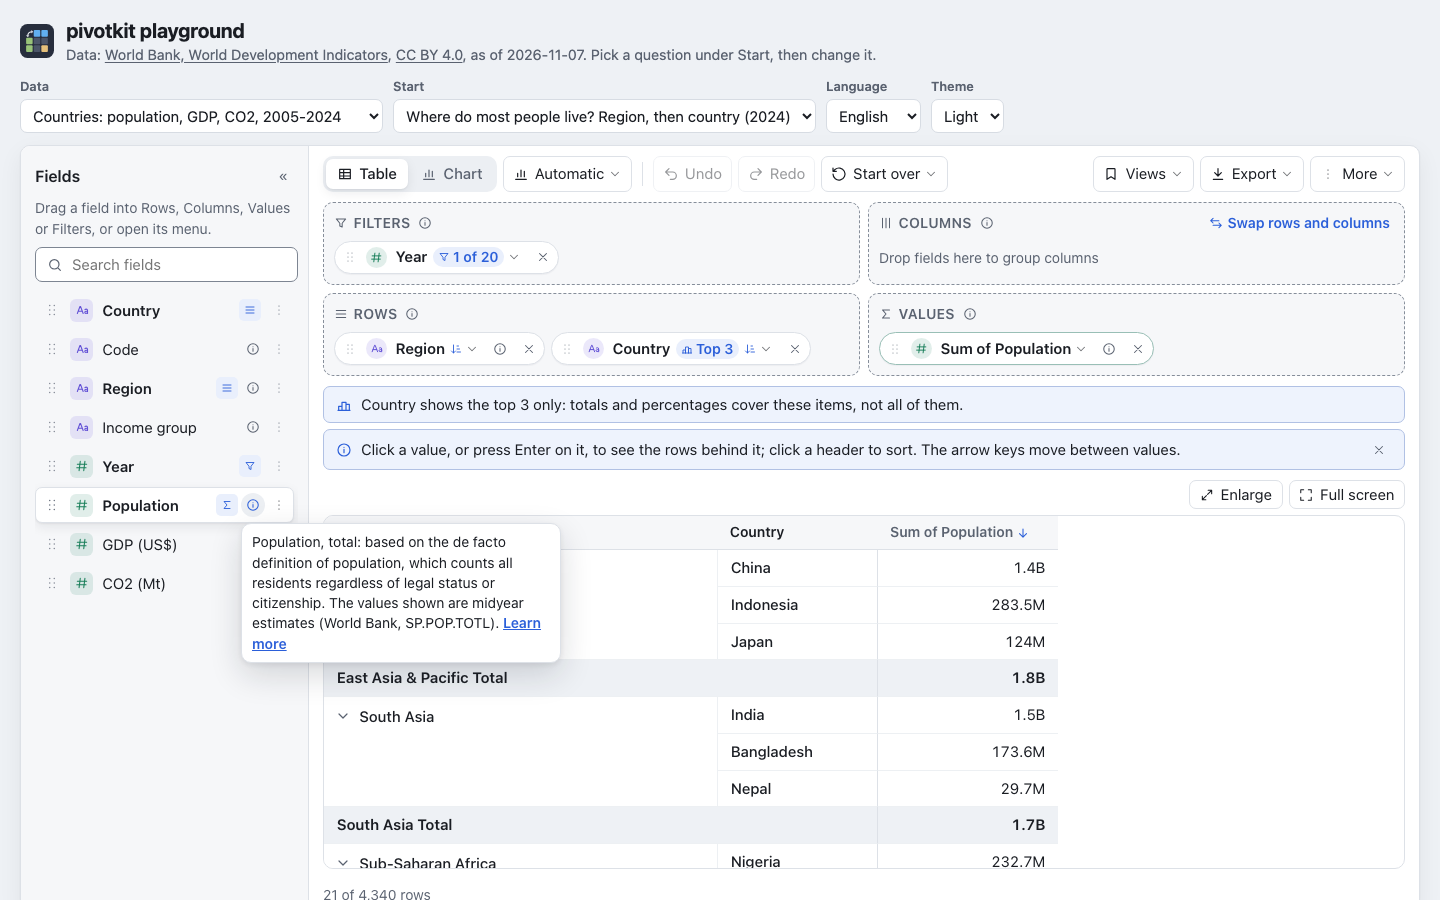 pivotkit playground
Data: World Bank, World Development Indicators, CC BY 4.0, as of 2026-11-07. Pick a question under Start, then change it.
Data
Start
Language
Theme
Countries: population, GDP, CO2, 2005-2024
Where do most people live? Region, then country (2024)
English
Light
Fields
«
Drag a field into Rows, Columns, Values
or Filters, or open its menu.
Search fields
Aa Country
Aa Code
Aa Region
Aa Income group
# Year
# Population Σ
# GDP (US$)
# CO2 (Mt)
Population, total: based on the de facto
definition of population, which counts all
residents regardless of legal status or
citizenship. The values shown are midyear
estimates (World Bank, SP.POP.TOTL). Learn
more
Table
Chart
Automatic
Undo
Redo
Start over
Views
Export
More
FILTERS
# Year 1 of 20
COLUMNS
Swap rows and columns
Drop fields here to group columns
ROWS
Aa Region
Aa Country Top 3
Σ VALUES
# Sum of Population
Country shows the top 3 only: totals and percentages cover these items, not all of them.
Click a value, or press Enter on it, to see the rows behind it; click a header to sort. The arrow keys move between values.
Enlarge
Full screen
Country Sum of Population ↓
China 1.4B
Indonesia 283.5M
Japan 124M
East Asia & Pacific Total 1.8B
South Asia India 1.5B
Bangladesh 173.6M
Nepal 29.7M
South Asia Total 1.7B
Sub-Saharan Africa Nigeria 232.7M
21 of 4,340 rows